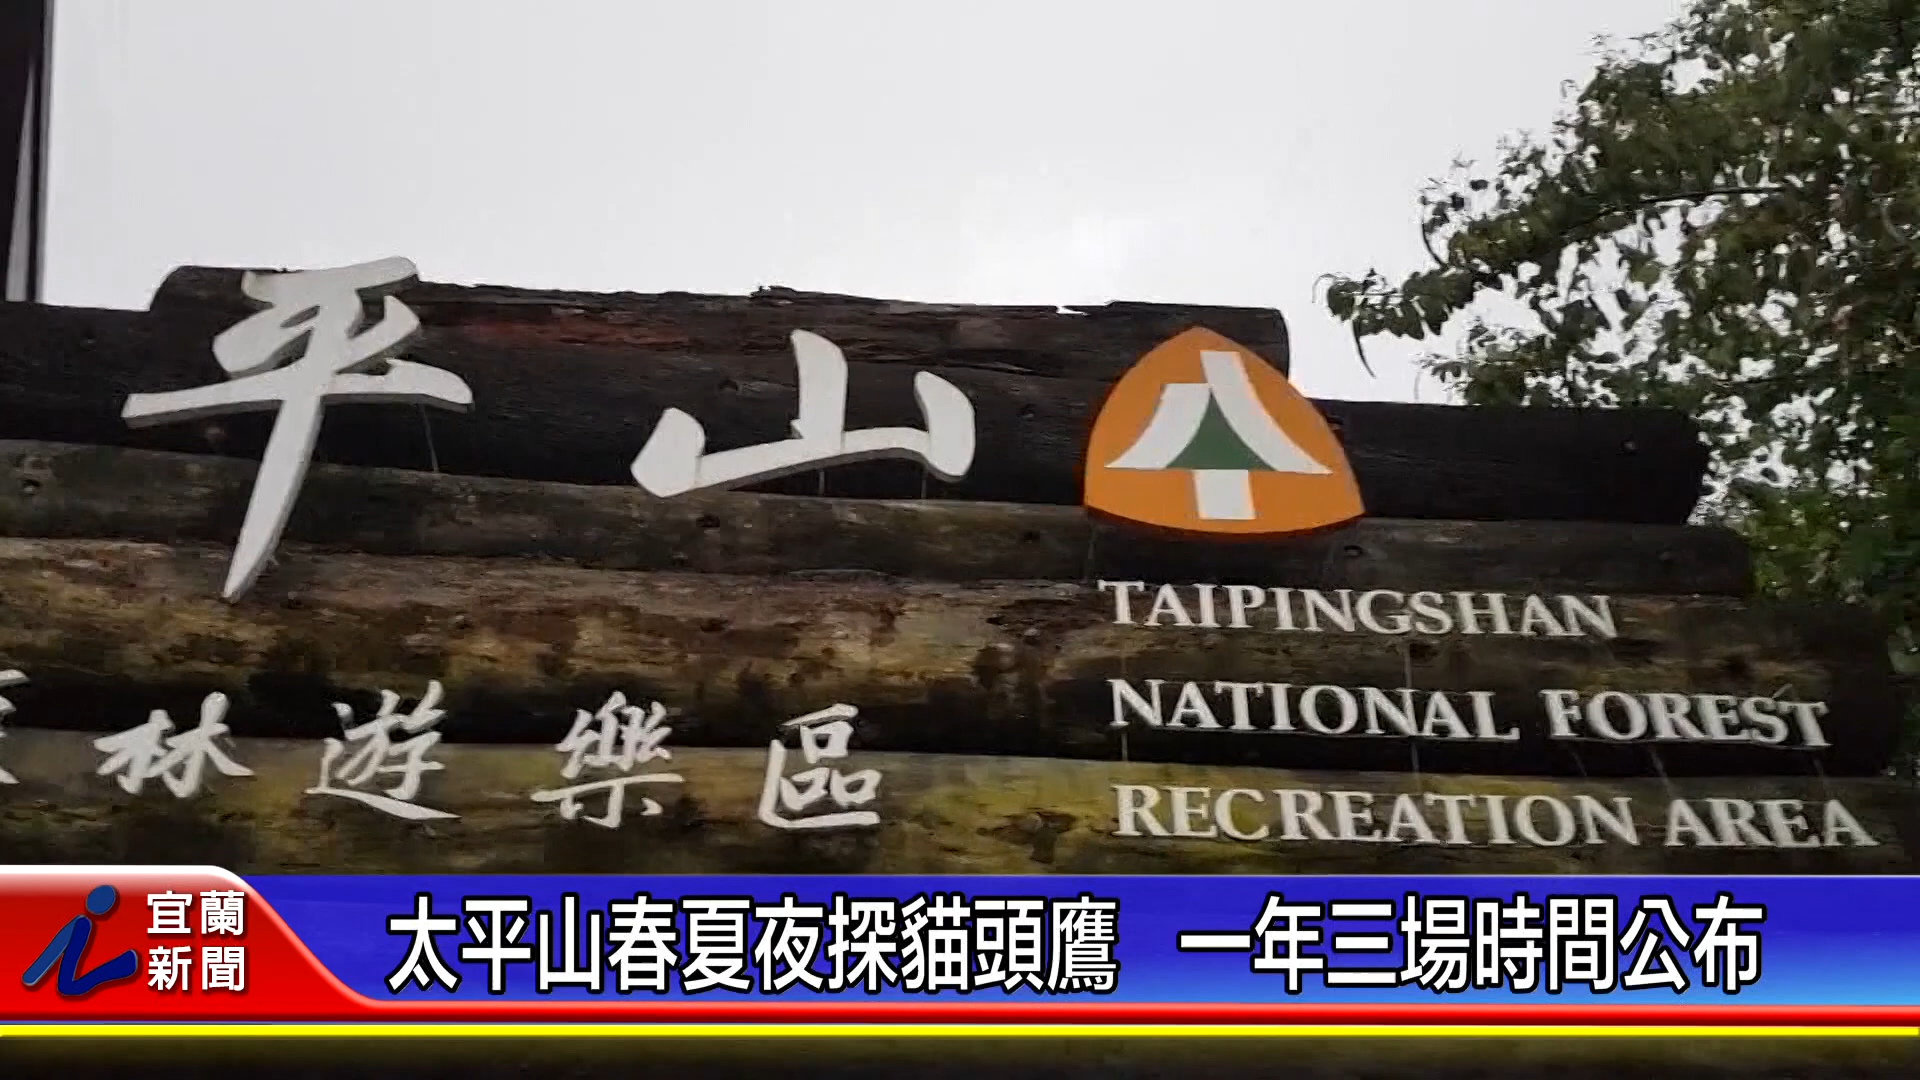 平山
TAIPINGSHAN
NATIONAL FOREST
RECREATION AREA
林遊樂區
宜蘭
新聞
太平山春夏夜探貓頭鷹 一年三場時間公布